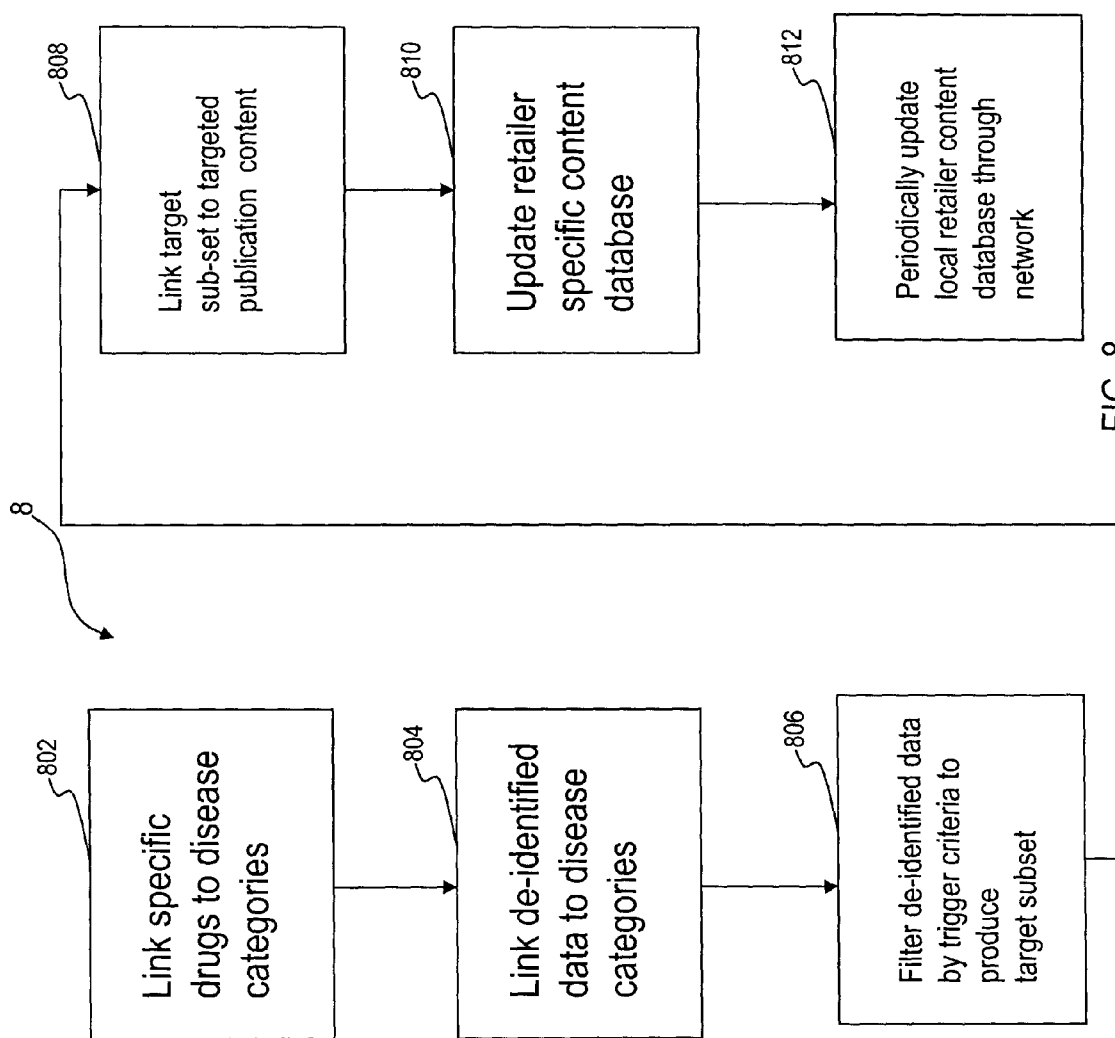 8
802
Link specific
drugs to disease
categories
804
Link de-identified
data to disease
categories
806
Filter de-identified data
by trigger criteria to
produce
target subset
808
Link target
sub-set to targeted
publication content
810
Update retailer
specific content
database
812
Periodically update
local retailer content
database through
network
FIG. 8